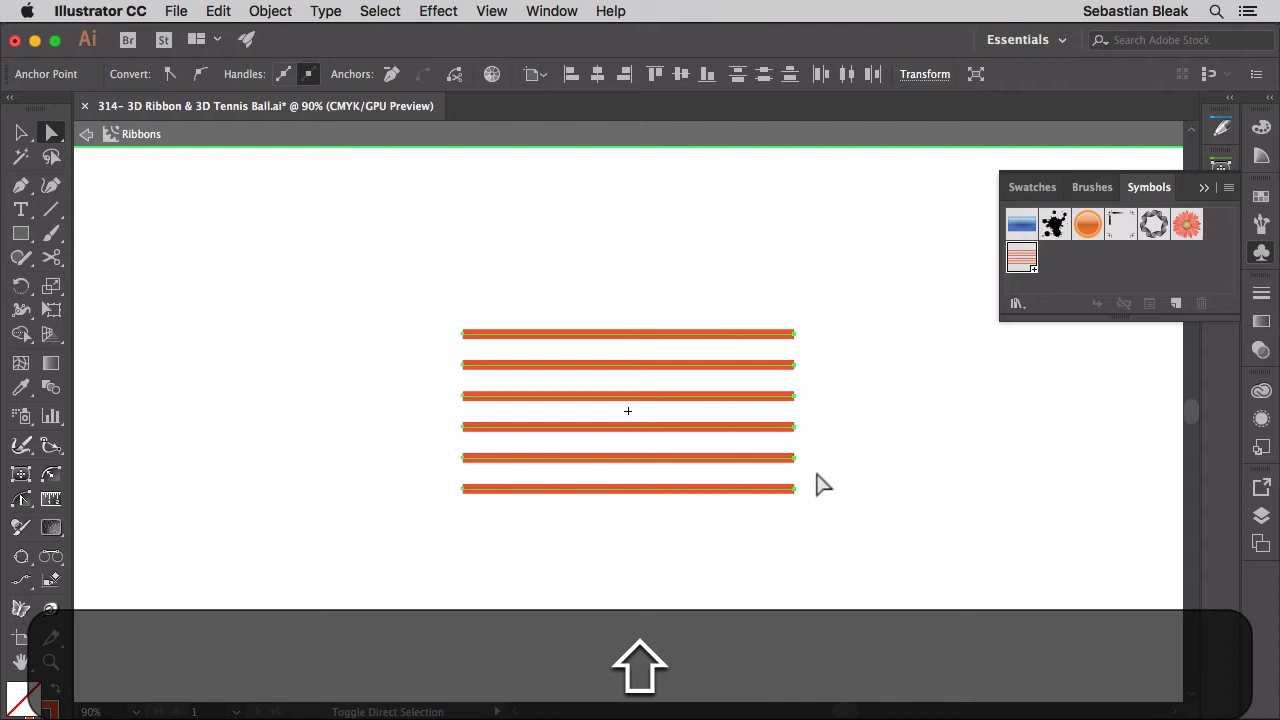 Illustrator CC File Edit Object Type Select Effect View Window Help Sebastian Bleak
Ai Br St Essentials Search Adobe Stock
Anchor Point Convert: Handles: Anchors: Transform
314- 3D Ribbon & 3D Tennis Ball.ai* @ 90% (CMYK/GPU Preview)
Ribbons
Swatches Brushes Symbols
90% 1 Toggle Direct Selection